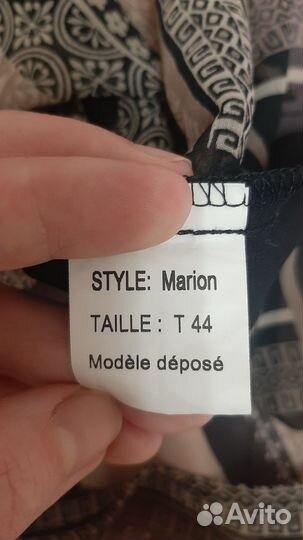 STYLE: Marion
TAILLE : T 44
Modèle déposé
Avito